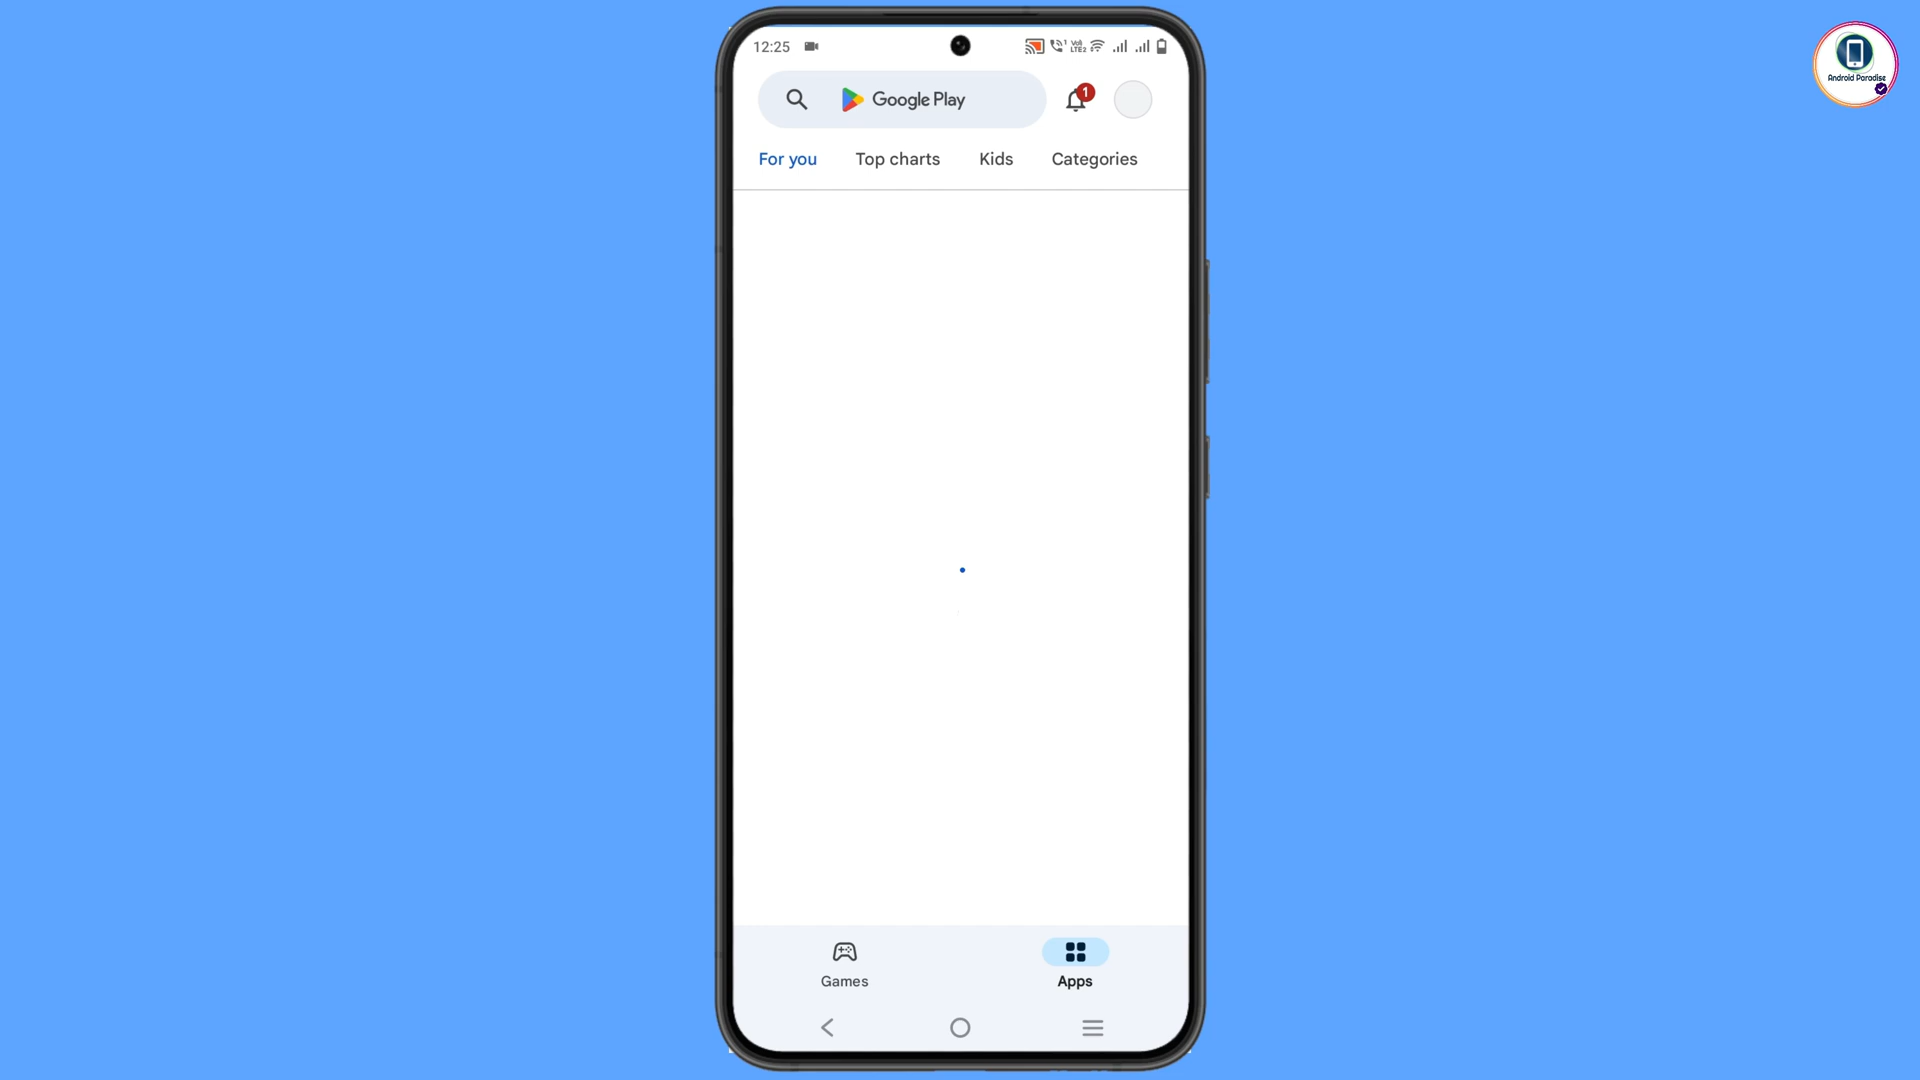 12:25
Google Play
1
For you Top charts Kids Categories
Games Apps
Android Paradise